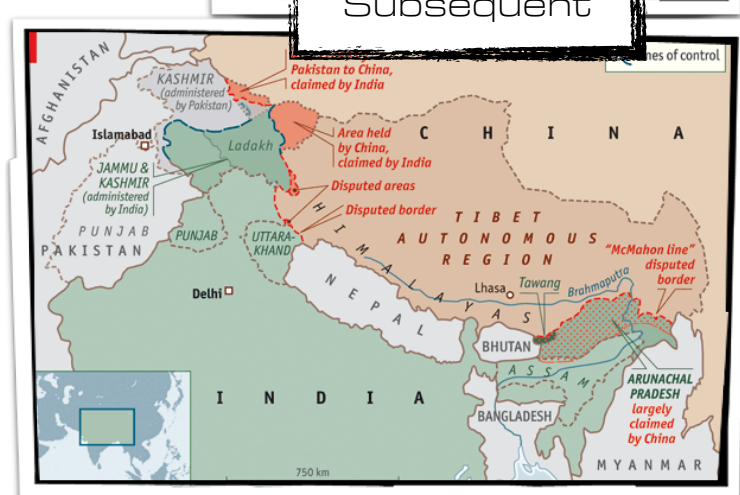 Subsequent
Lines of control
Pakistan to China,
claimed by India
AFGHANISTAN
KASHMIR
(administered
by Pakistan)
Islamabad
Ladakh
Area held
by China,
claimed by India
C H I N A
JAMMU &
KASHMIR
(administered
by India)
Disputed areas
Disputed border
PUNJAB
PAKISTAN
PUNJAB
UTTARA-
KHAND
HIMALAYAS
TIBET
AUTONOMOUS
REGION
"McMahon line"
disputed
border
Delhi
NEPAL
Lhasa
Tawang
Brahmaputra
BHUTAN
ASSAM
ARUNACHAL
PRADESH
largely
claimed
by China
INDIA
BANGLADESH
MYANMAR
750 km